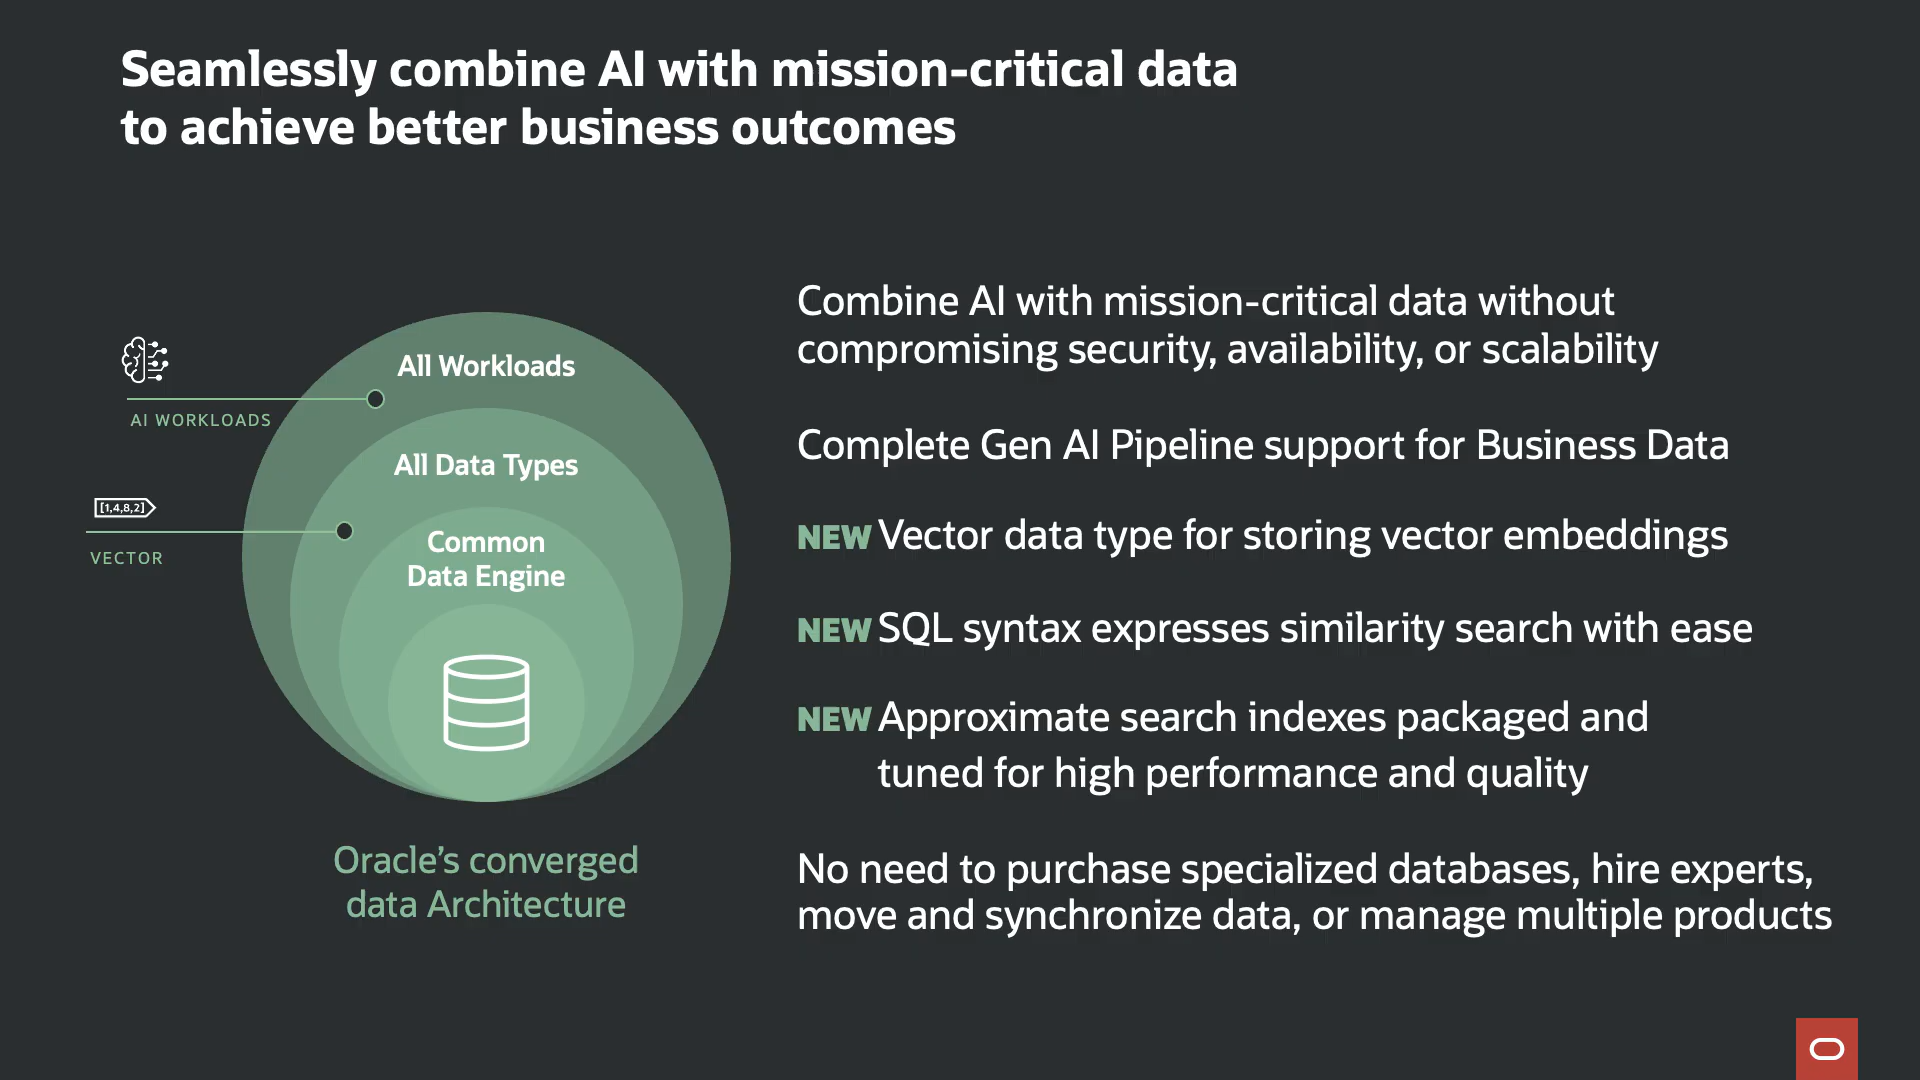 Seamlessly combine AI with mission-critical data
to achieve better business outcomes
All Workloads
AI WORKLOADS
All Data Types
[1,4,8,2]
VECTOR
Common
Data Engine
Oracle’s converged
data Architecture
Combine AI with mission-critical data without
compromising security, availability, or scalability
Complete Gen AI Pipeline support for Business Data
NEW Vector data type for storing vector embeddings
NEW SQL syntax expresses similarity search with ease
NEW Approximate search indexes packaged and
tuned for high performance and quality
No need to purchase specialized databases, hire experts,
move and synchronize data, or manage multiple products